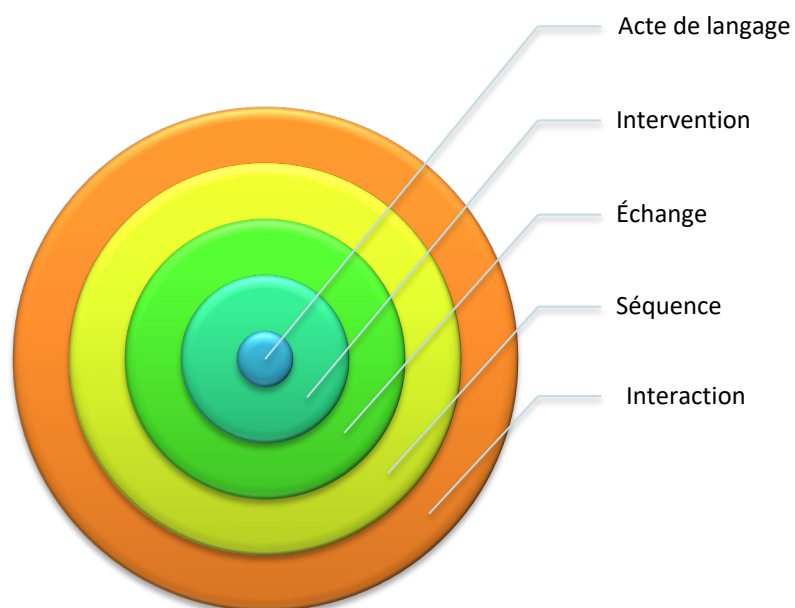 Acte de langage
Intervention
Échange
Séquence
Interaction